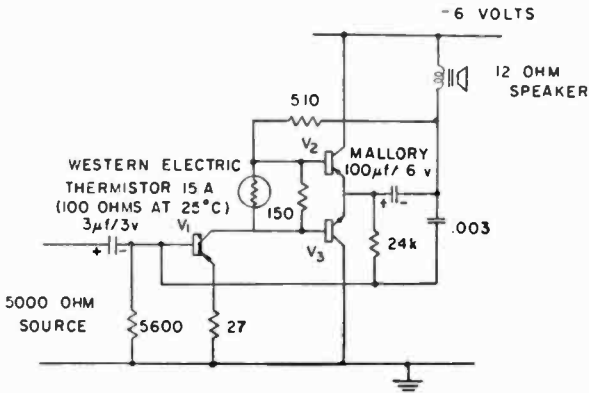 -6 VOLTS
12 OHM
SPEAKER
510
V2
MALLORY
100µf/ 6 v
+ -
WESTERN ELECTRIC
THERMISTOR 15 A
(100 OHMS AT 25°C)
3µf/3v
+ -
V1
150
V3
24k
.003
5000 OHM
SOURCE
5600
27